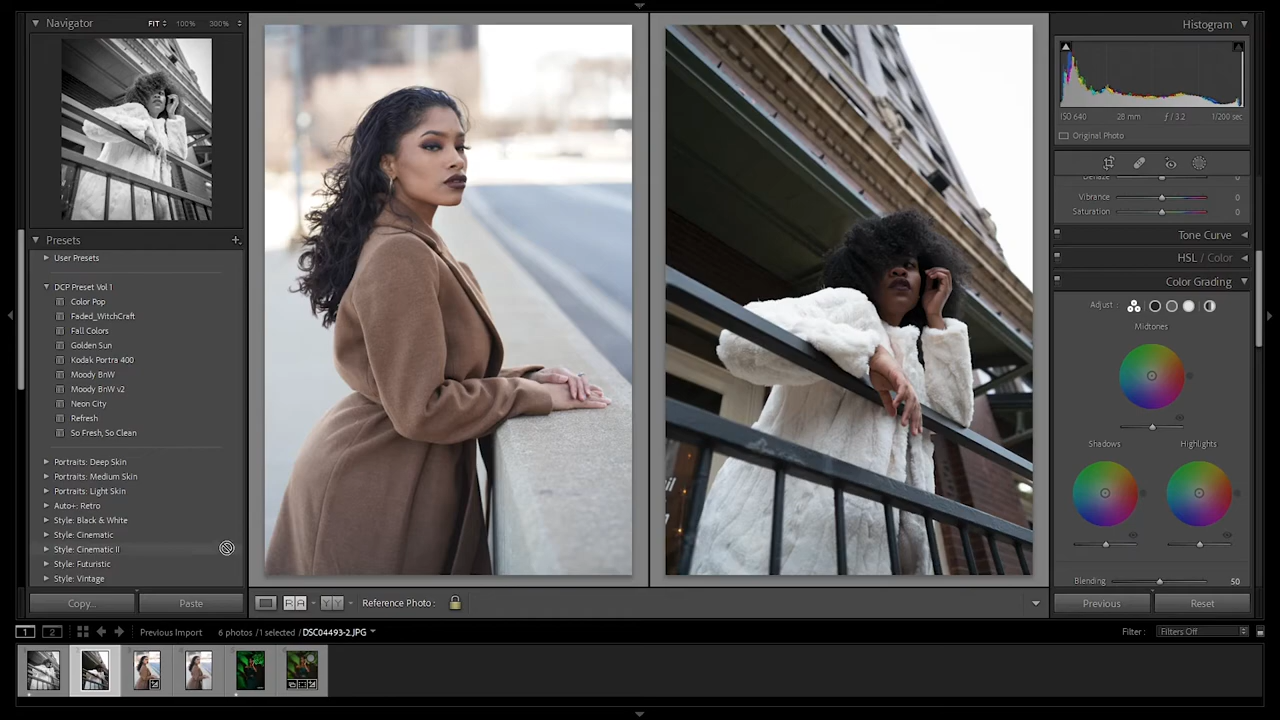 Navigator FIT 100% 300%
Presets +
User Presets
DCP Preset Vol 1
Color Pop
Faded_WitchCraft
Fall Colors
Golden Sun
Kodak Portra 400
Moody BnW
Moody BnW v2
Neon City
Refresh
So Fresh, So Clean
Portraits: Deep Skin
Portraits: Medium Skin
Portraits: Light Skin
Auto+: Retro
Style: Black & White
Style: Cinematic
Style: Cinematic II
Style: Futuristic
Style: Vintage
Copy... Paste
R A Y Y Reference Photo :
Histogram
ISO 640 28 mm ƒ / 3.2 1/200 sec
Original Photo
Dehaze 0
Vibrance 0
Saturation 0
Tone Curve
HSL / Color
Color Grading
Adjust :
Midtones
Shadows Highlights
Blending 50
Previous Reset
1 2 Previous Import 6 photos / 1 selected / DSC04493-2.JPG Filter : Filters Off